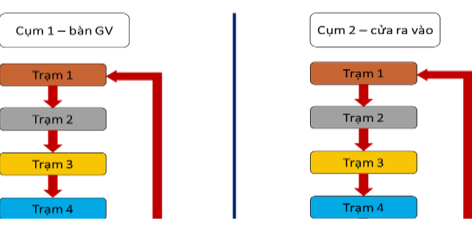 Cụm 1 – bàn GV
Trạm 1
Trạm 2
Trạm 3
Trạm 4
Cụm 2 – cửa ra vào
Trạm 1
Trạm 2
Trạm 3
Trạm 4